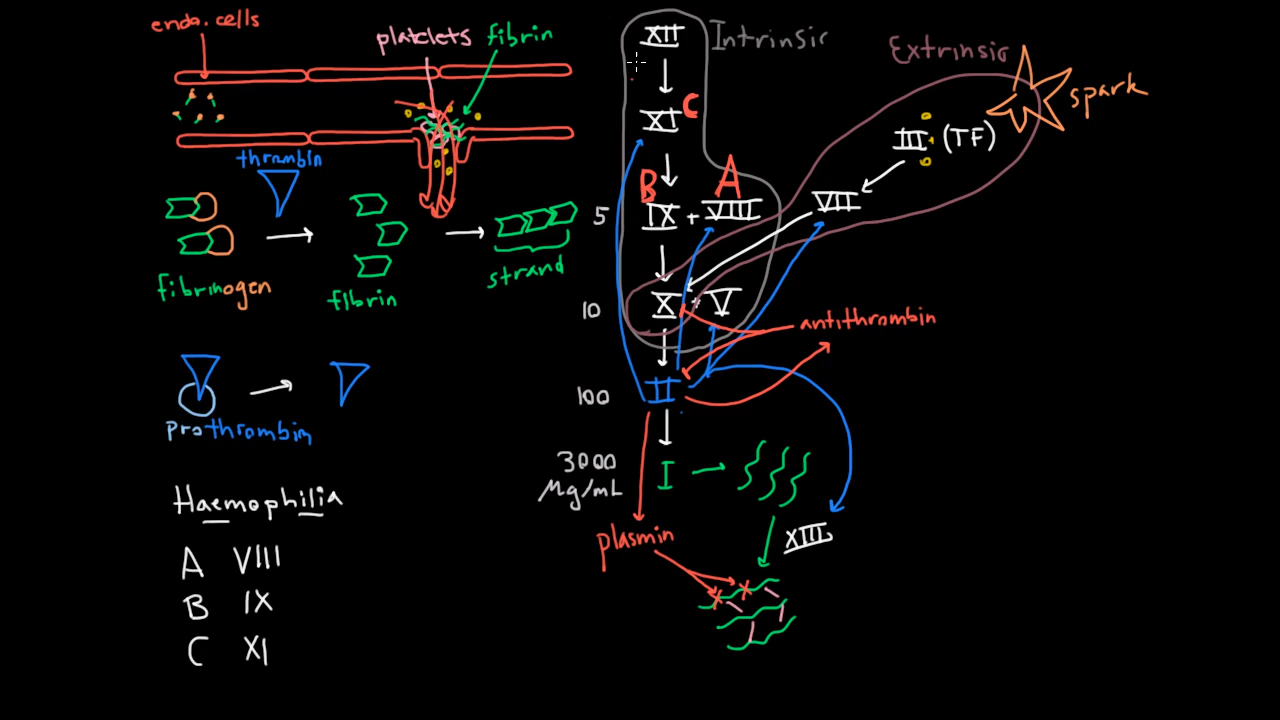 endo. cells
platelets fibrin
thrombin
fibrinogen
fibrin
strand
prothrombin
Haemophilia
A VIII
B IX
C XI
XII Intrinsic
XI C
B A
5 IX + VIII
10 X + V
100 II
3000 I
Mg/mL
plasmin
XIII
antithrombin
Extrinsic
spark
III (TF)
VII